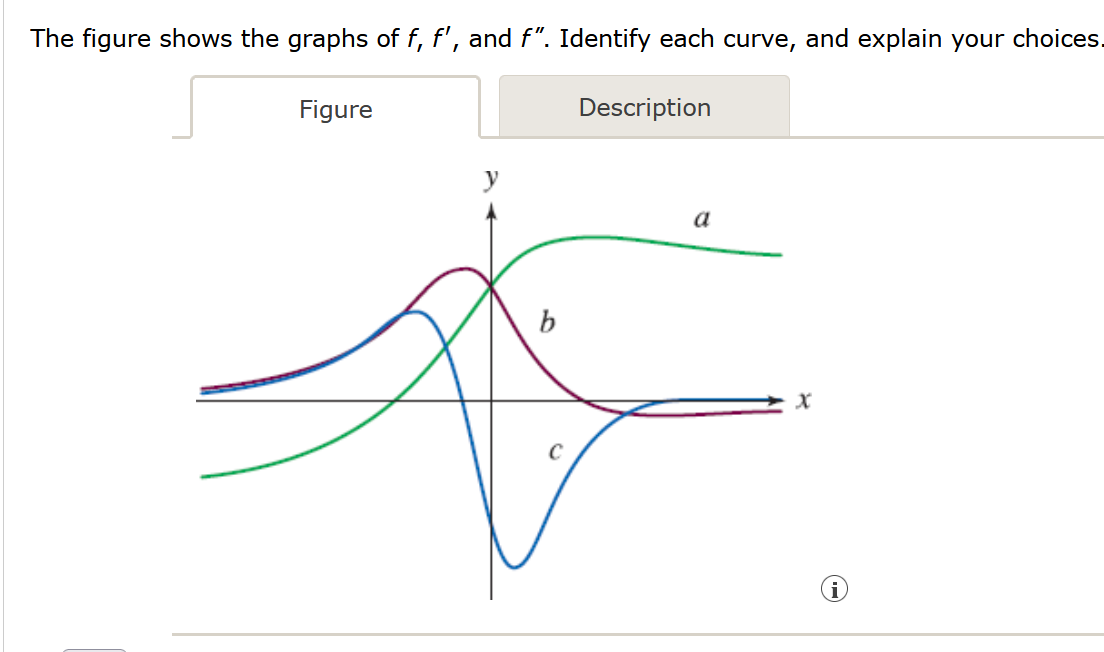 The figure shows the graphs of f, f′, and f″. Identify each curve, and explain your choices.
Figure
Description
y
a
b
x
c
i